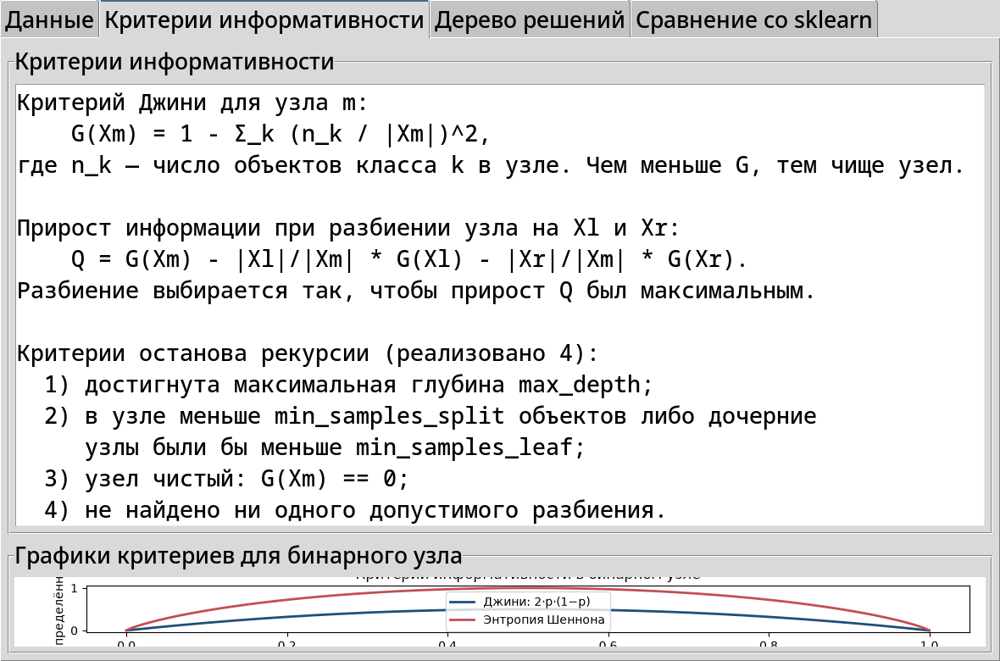 Данные
Критерии информативности
Дерево решений
Сравнение со sklearn
Критерии информативности
Критерий Джини для узла m:
G(Xm) = 1 - Σ_k (n_k / |Xm|)^2,
где n_k — число объектов класса k в узле. Чем меньше G, тем чище узел.
Прирост информации при разбиении узла на Xl и Xr:
Q = G(Xm) - |Xl|/|Xm| * G(Xl) - |Xr|/|Xm| * G(Xr).
Разбиение выбирается так, чтобы прирост Q был максимальным.
Критерии останова рекурсии (реализовано 4):
1) достигнута максимальная глубина max_depth;
2) в узле меньше min_samples_split объектов либо дочерние
узлы были бы меньше min_samples_leaf;
3) узел чистый: G(Xm) == 0;
4) не найдено ни одного допустимого разбиения.
Графики критериев для бинарного узла
Критерии информативности в бинарном узле
1
0
Джини: 2·p·(1−p)
Энтропия Шеннона
0.0 0.2 0.4 0.6 0.8 1.0